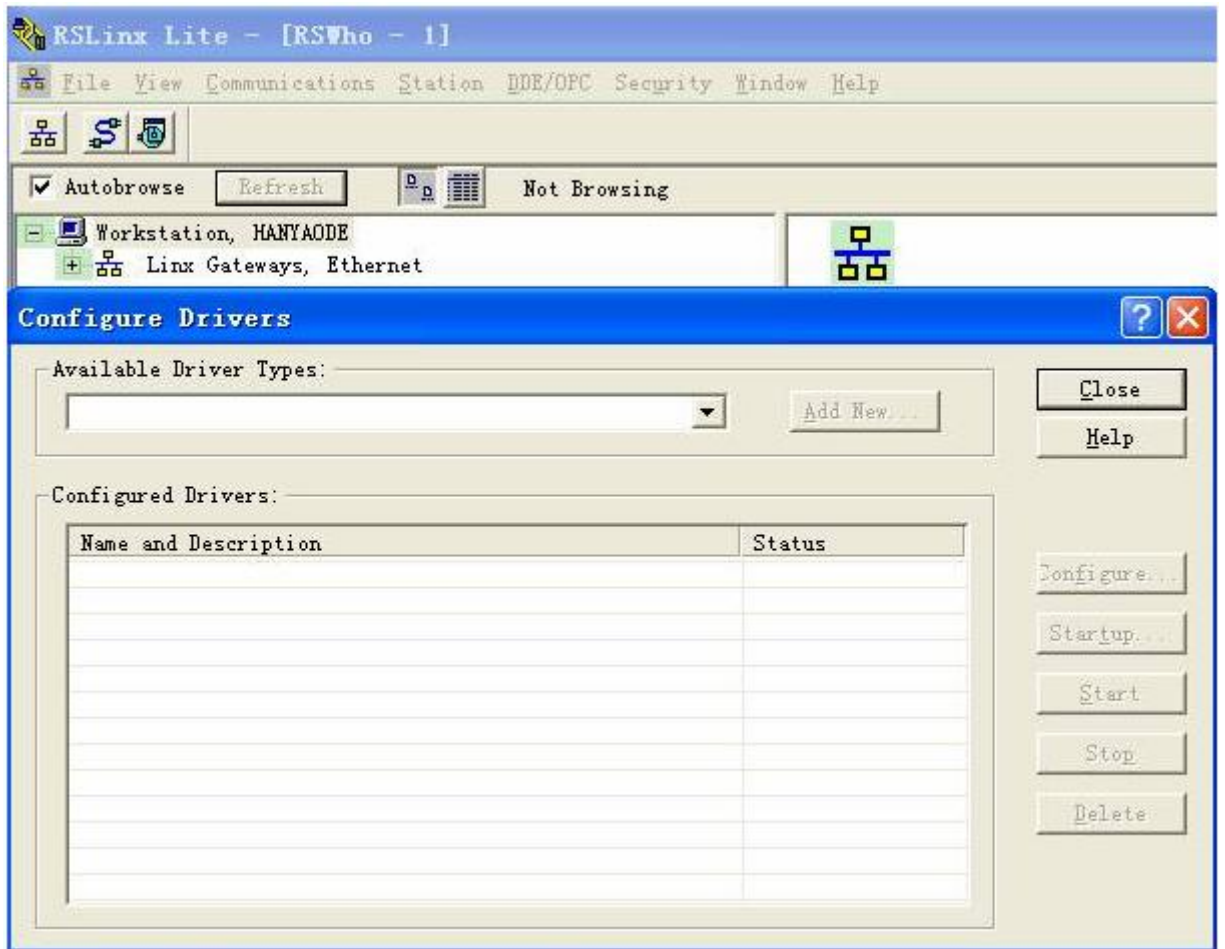 RSLinx Lite - [RSWho - 1]
File View Communications Station DDE/OPC Security Window Help
Autobrowse Refresh Not Browsing
Workstation, HANYAODE
Linx Gateways, Ethernet
Configure Drivers
Available Driver Types:
Close
Add New...
Help
Configured Drivers:
Name and Description Status
Configure...
Startup...
Start
Stop
Delete